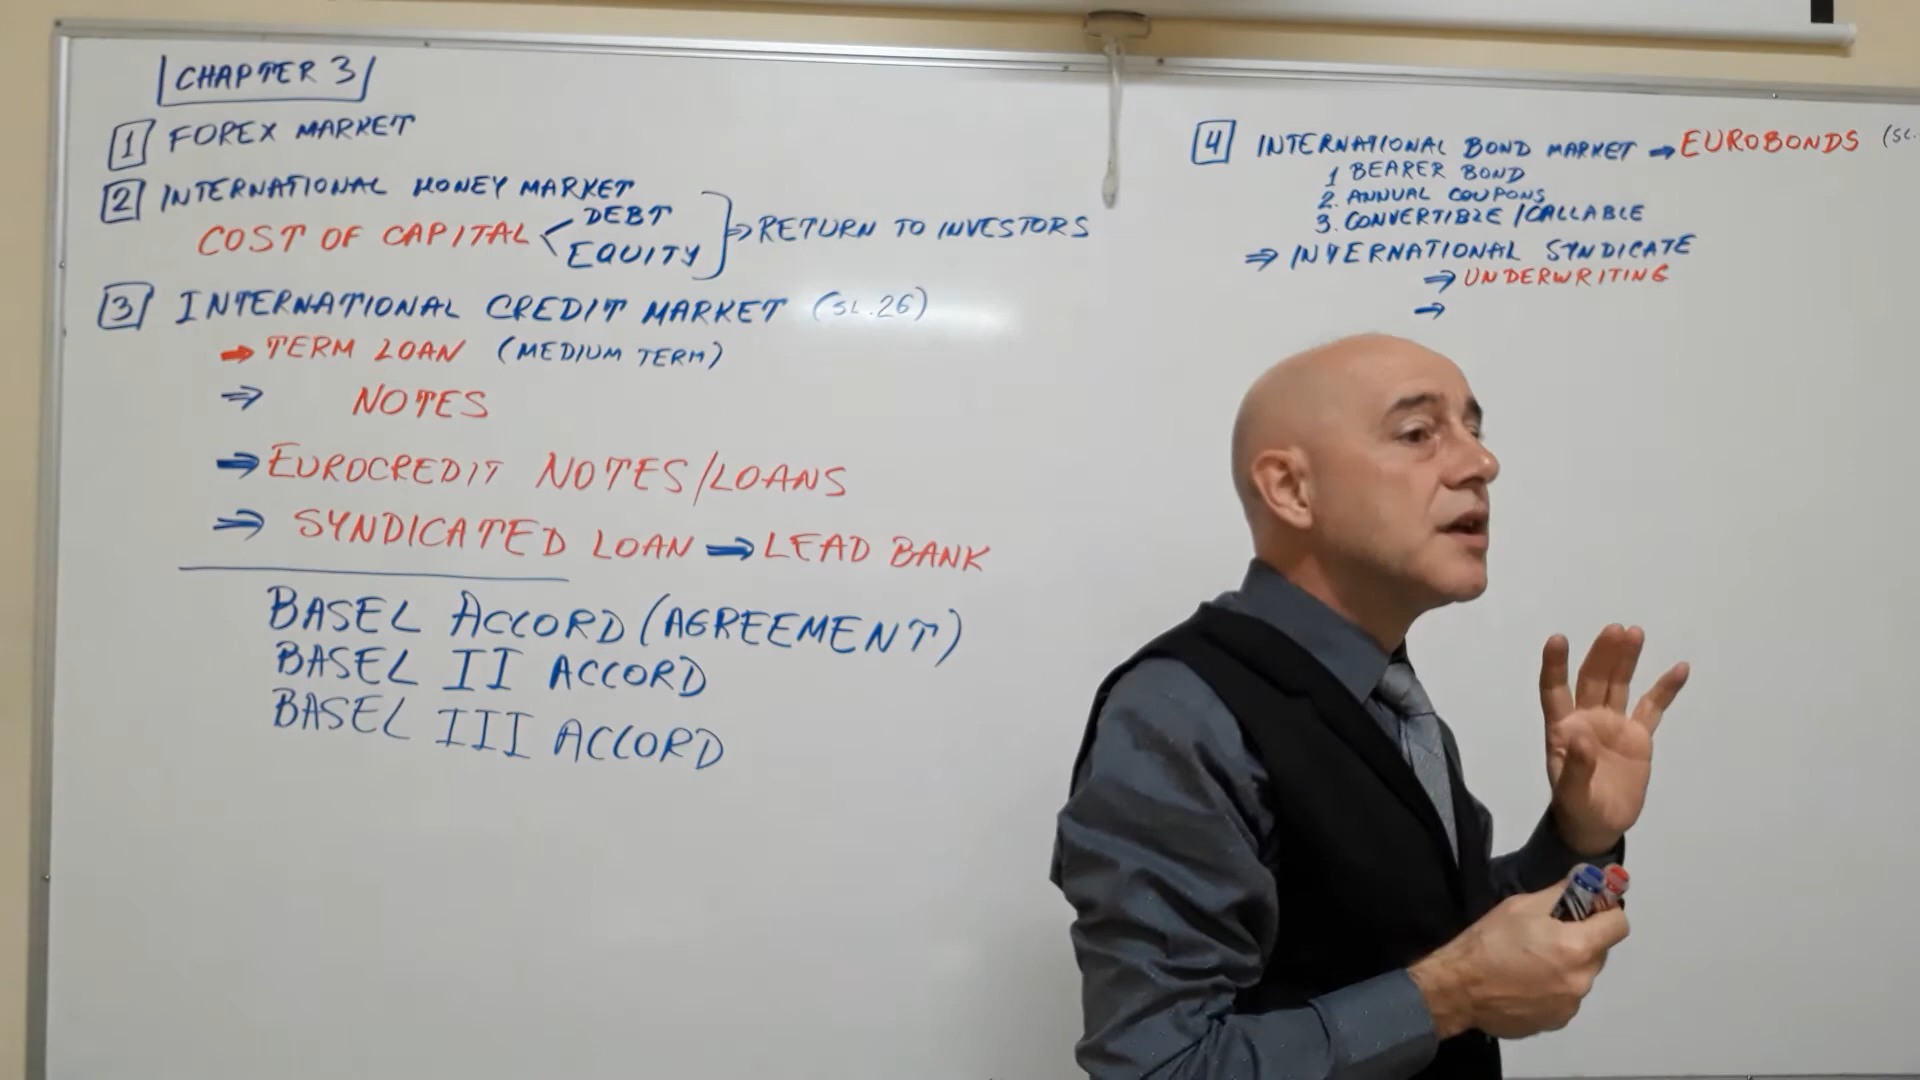 CHAPTER 3
1 FOREX MARKET
2 INTERNATIONAL MONEY MARKET
COST OF CAPITAL < DEBT
EQUITY } ⇒ RETURN TO INVESTORS
3 INTERNATIONAL CREDIT MARKET (SL.26)
→ TERM LOAN (MEDIUM TERM)
⇒ NOTES
⇒ EUROCREDIT NOTES/LOANS
⇒ SYNDICATED LOAN ⇒ LEAD BANK
BASEL ACCORD (AGREEMENT)
BASEL II ACCORD
BASEL III ACCORD
4 INTERNATIONAL BOND MARKET → EUROBONDS (SL.
1 BEARER BOND
2. ANNUAL COUPONS
3. CONVERTIBLE/CALLABLE
⇒ INTERNATIONAL SYNDICATE
⇒ UNDERWRITING
⇒